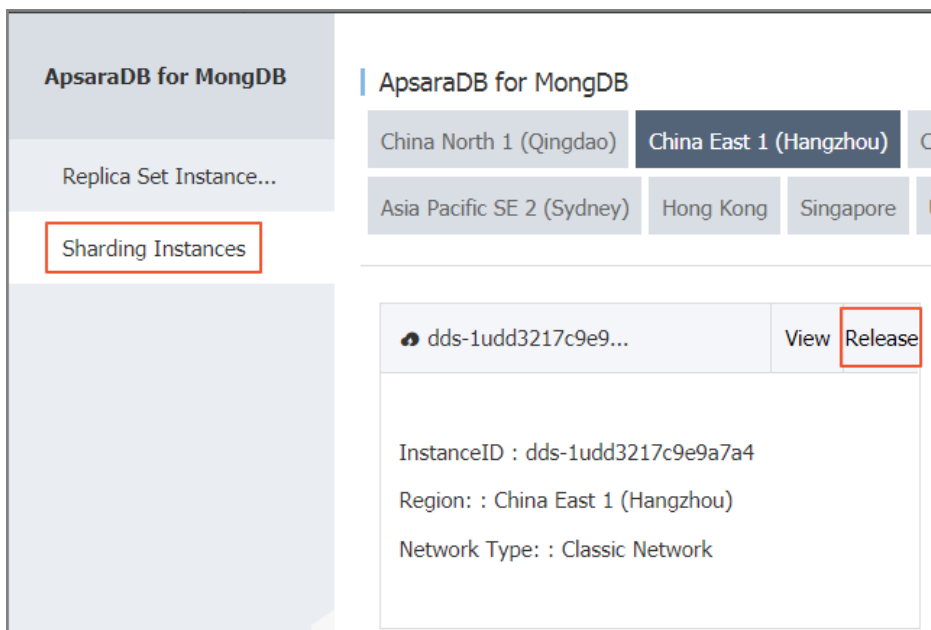 ApsaraDB for MongDB
Replica Set Instance...
Sharding Instances
ApsaraDB for MongDB
China North 1 (Qingdao) China East 1 (Hangzhou)
Asia Pacific SE 2 (Sydney) Hong Kong Singapore
dds-1udd3217c9e9... View Release
InstanceID : dds-1udd3217c9e9a7a4
Region: : China East 1 (Hangzhou)
Network Type: : Classic Network